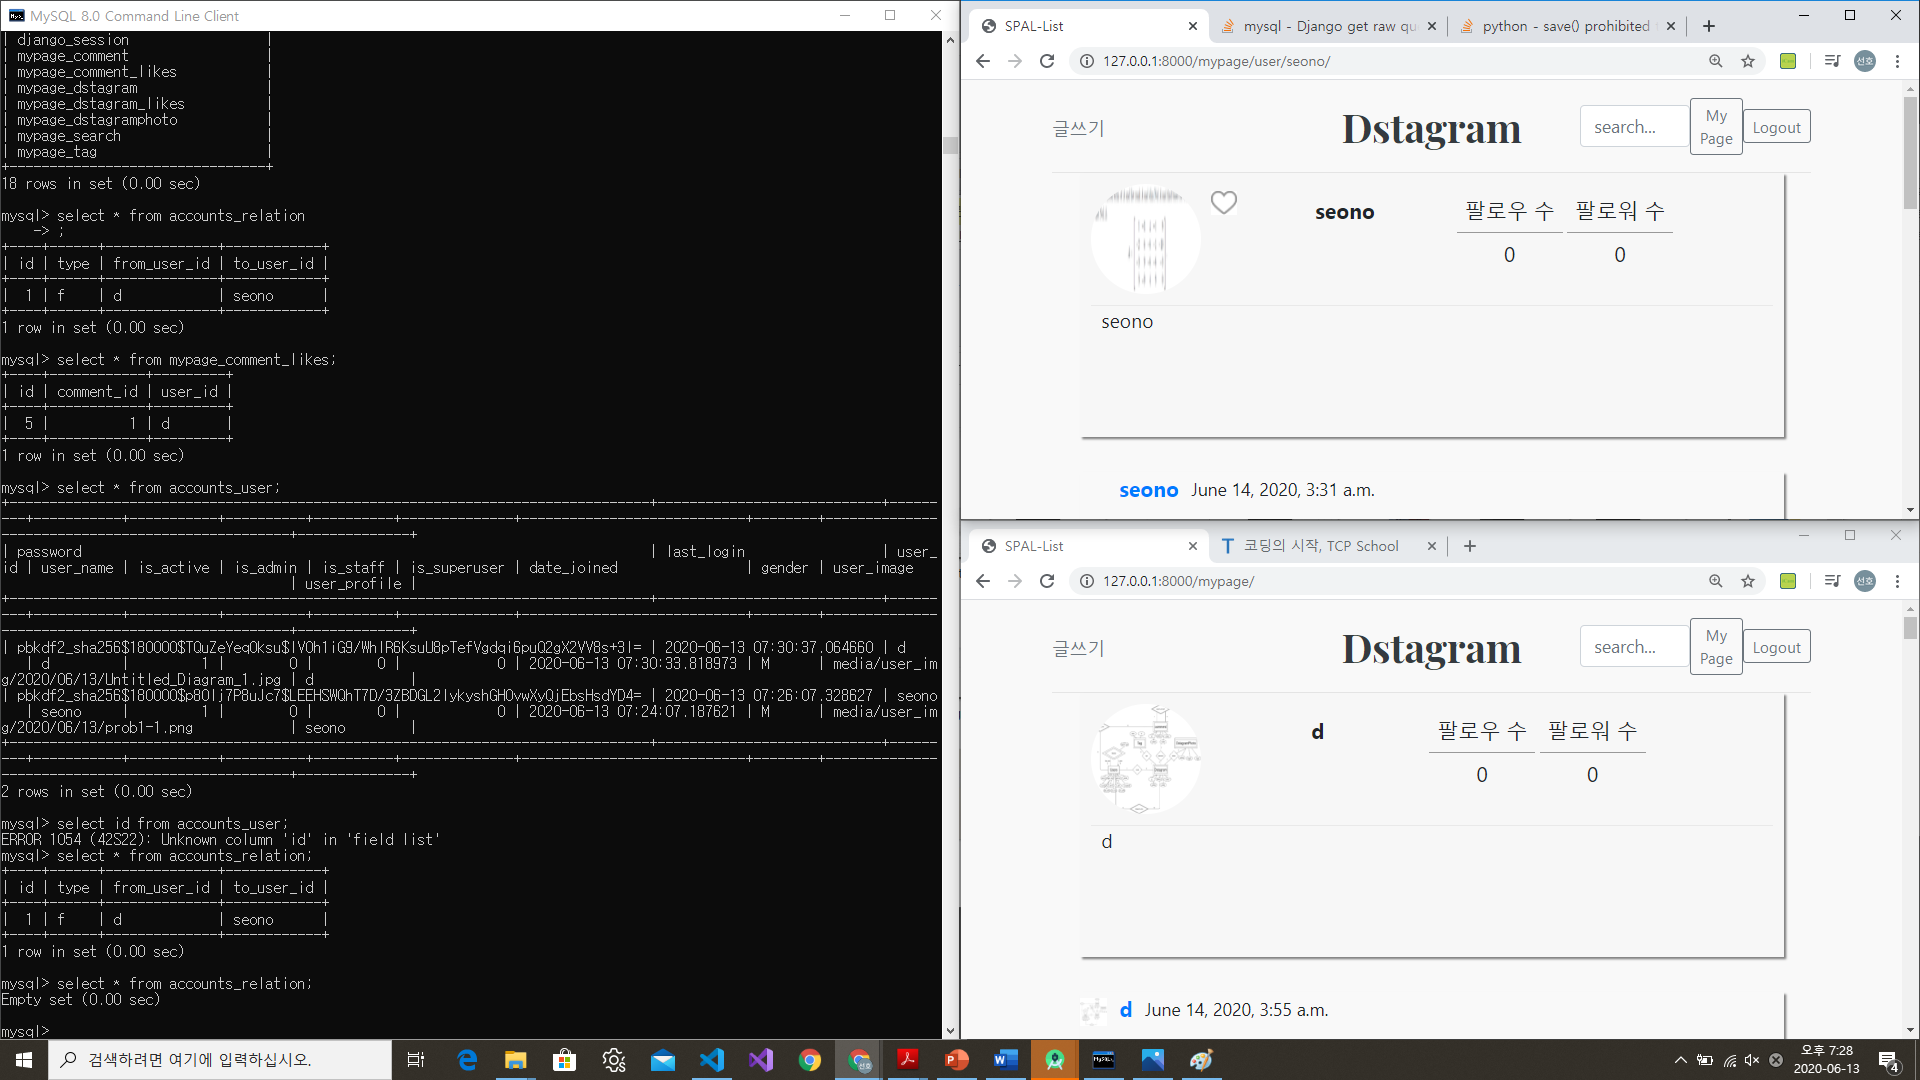 MySQL 8.0 Command Line Client
| django_session |
| mypage_comment |
| mypage_comment_likes |
| mypage_dstagram |
| mypage_dstagram_likes |
| mypage_dstagramphoto |
| mypage_search |
| mypage_tag |
18 rows in set (0.00 sec)
mysql> select * from accounts_relation
-> ;
| id | type | from_user_id | to_user_id |
| 1 | f | d | seono |
1 row in set (0.00 sec)
mysql> select * from mypage_comment_likes;
| id | comment_id | user_id |
| 5 | 1 | d |
1 row in set (0.00 sec)
mysql> select * from accounts_user;
| password | last_login | user_
id | user_name | is_active | is_admin | is_staff | is_superuser | date_joined | gender | user_image
| user_profile |
| 2020-06-13 07:30:37.064660 | d
| d | 1 | 0 | 0 | 0 | 2020-06-13 07:30:33.818973 | M | media/user_im
g/2020/06/13/Untitled_Diagram_1.jpg | d |
| 2020-06-13 07:26:07.328627 | seono
| seono | 1 | 0 | 0 | 0 | 2020-06-13 07:24:07.187621 | M | media/user_im
g/2020/06/13/prob1-1.png | seono |
2 rows in set (0.00 sec)
mysql> select id from accounts_user;
ERROR 1054 (42S22): Unknown column 'id' in 'field list'
mysql> select * from accounts_relation;
| id | type | from_user_id | to_user_id |
| 1 | f | d | seono |
1 row in set (0.00 sec)
mysql> select * from accounts_relation;
Empty set (0.00 sec)
mysql>
SPAL-List
mysql - Django get raw qu
python - save() prohibited
127.0.0.1:8000/mypage/user/seono/
선호
글쓰기
Dstagram
search...
My Page
Logout
seono
팔로우 수 팔로워 수
0 0
seono
seono June 14, 2020, 3:31 a.m.
SPAL-List
코딩의 시작, TCP School
127.0.0.1:8000/mypage/
선호
글쓰기
Dstagram
search...
My Page
Logout
d
팔로우 수 팔로워 수
0 0
d
d June 14, 2020, 3:55 a.m.
검색하려면 여기에 입력하십시오.
오후 7:28
2020-06-13
4